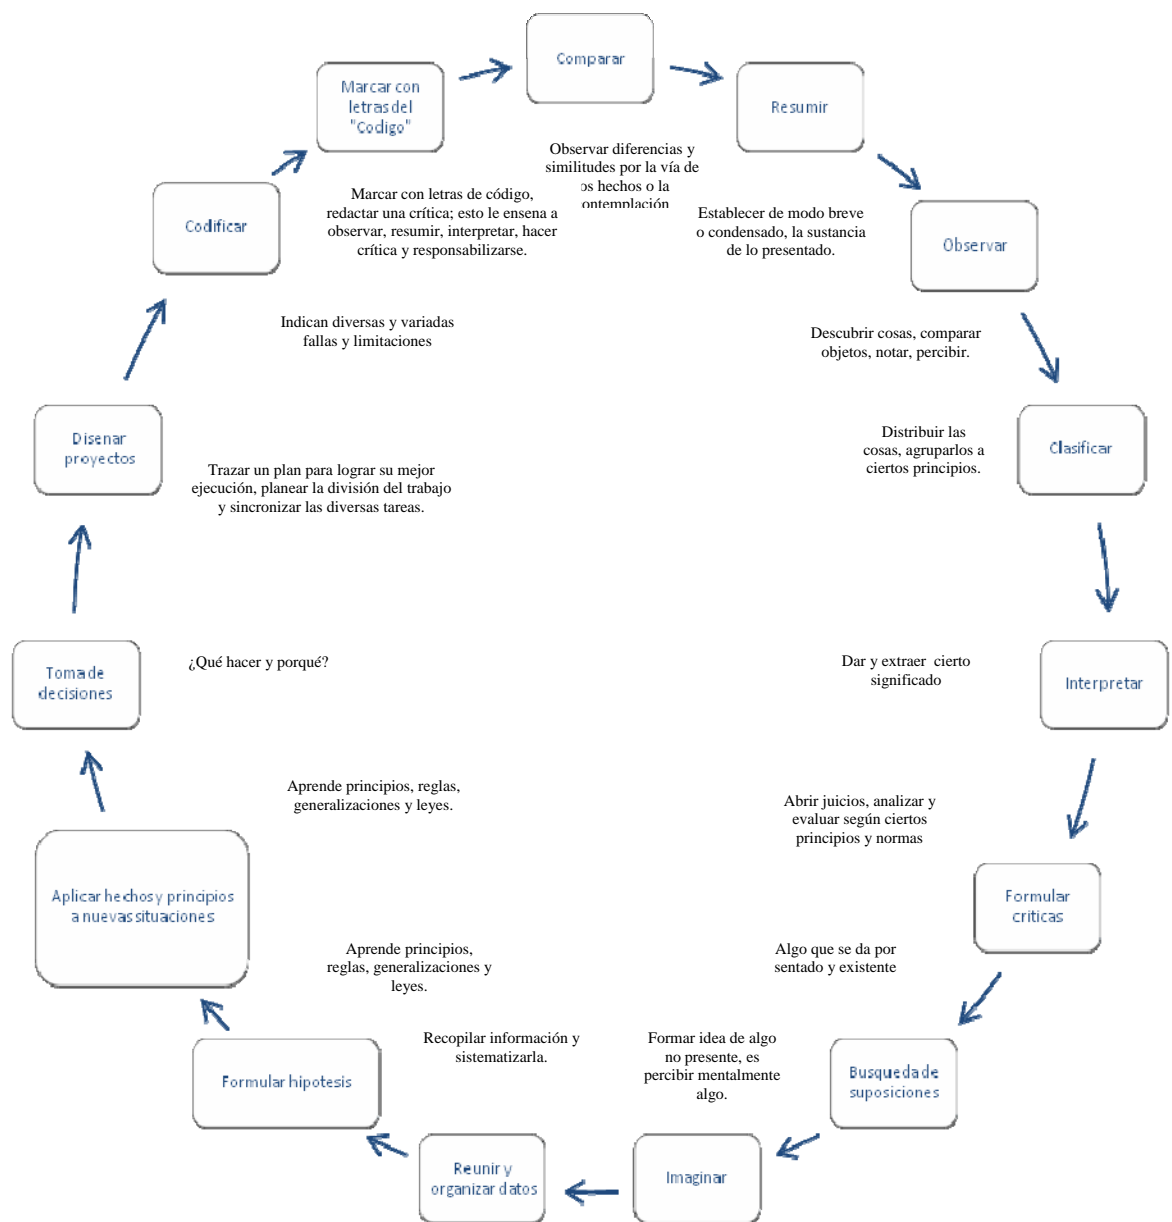 Comparar
Observar diferencias y
similitudes por la vía de
os hechos o la
ontemplación
Resumir
Establecer de modo breve
o condensado, la sustancia
de lo presentado.
Observar
Descubrir cosas, comparar
objetos, notar, percibir.
Clasificar
Distribuir las
cosas, agruparlos a
ciertos principios.
Interpretar
Dar y extraer cierto
significado
Formular
criticas
Abrir juicios, analizar y
evaluar según ciertos
principios y normas
Busqueda de
suposiciones
Algo que se da por
sentado y existente
Imaginar
Formar idea de algo
no presente, es
percibir mentalmente
algo.
Reunir y
organizar datos
Recopilar información y
sistematizarla.
Formular hipotesis
Aprende principios,
reglas, generalizaciones y
leyes.
Aplicar hechos y principios
a nuevas situaciones
Aprende principios, reglas,
generalizaciones y leyes.
Toma de
decisiones
¿Qué hacer y porqué?
Disenar
proyectos
Trazar un plan para lograr su mejor
ejecución, planear la división del trabajo
y sincronizar las diversas tareas.
Codificar
Indican diversas y variadas
fallas y limitaciones
Marcar con
letras del
"Codigo"
Marcar con letras de código,
redactar una crítica; esto le ensena a
observar, resumir, interpretar, hacer
crítica y responsabilizarse.